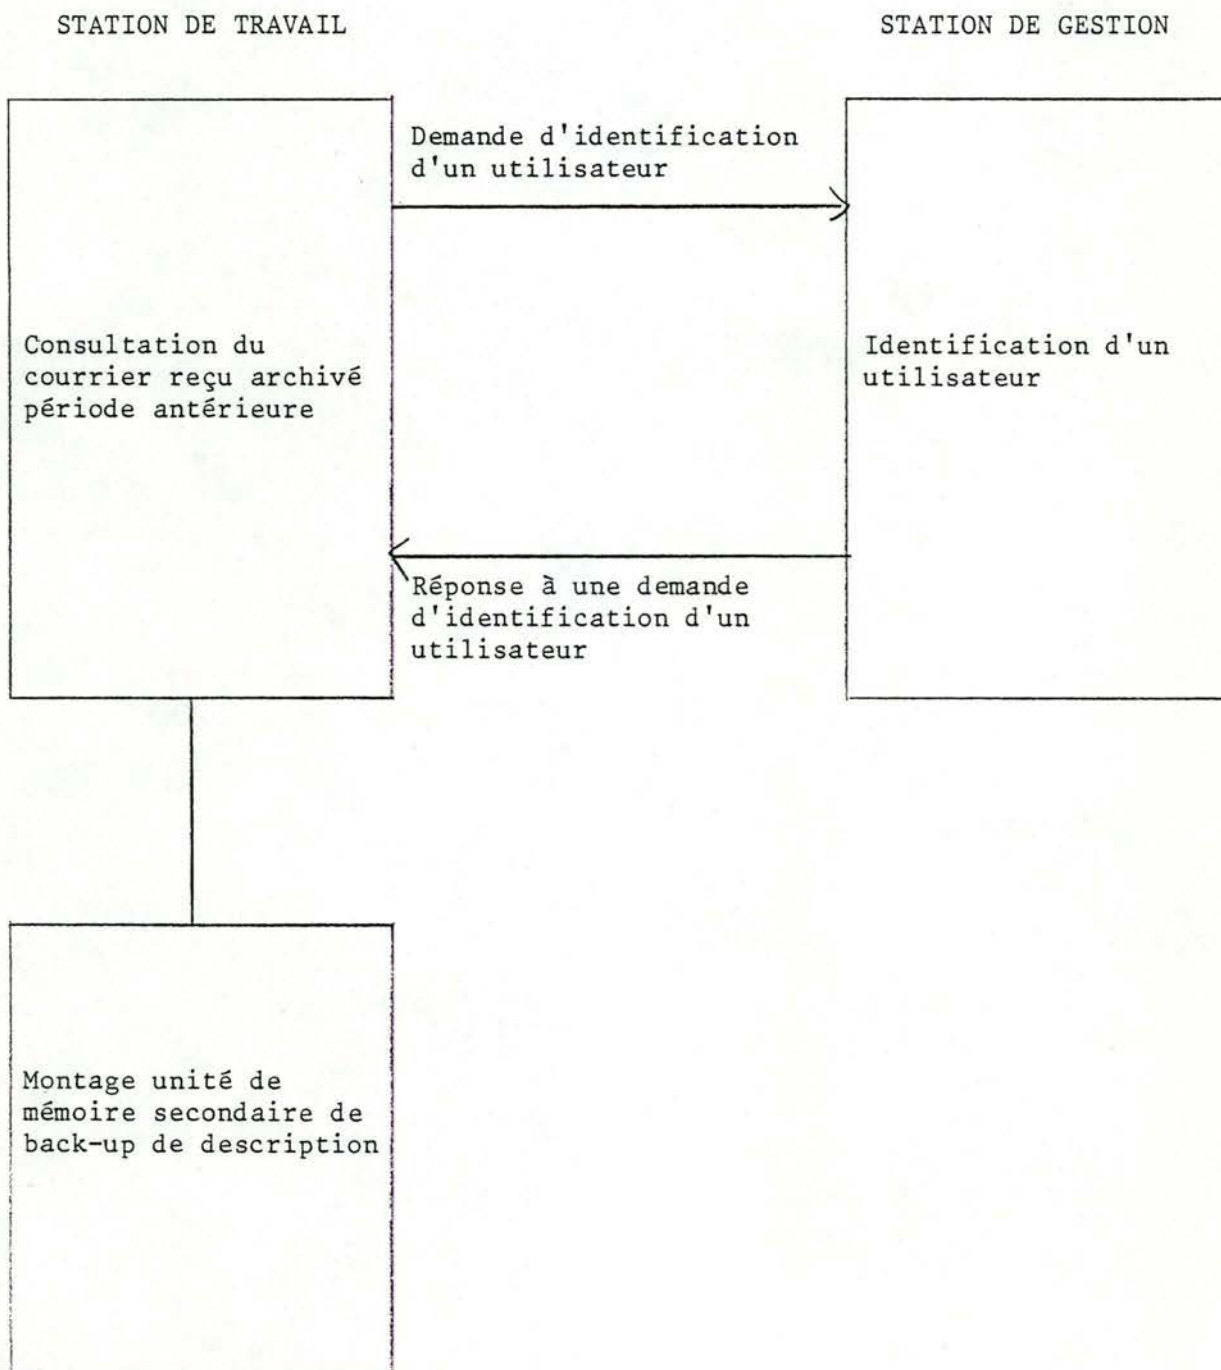 STATION DE TRAVAIL
STATION DE GESTION
Demande d'identification
d'un utilisateur
Consultation du
courrier reçu archivé
période antérieure
Identification d'un
utilisateur
Réponse à une demande
d'identification d'un
utilisateur
Montage unité de
mémoire secondaire de
back-up de description